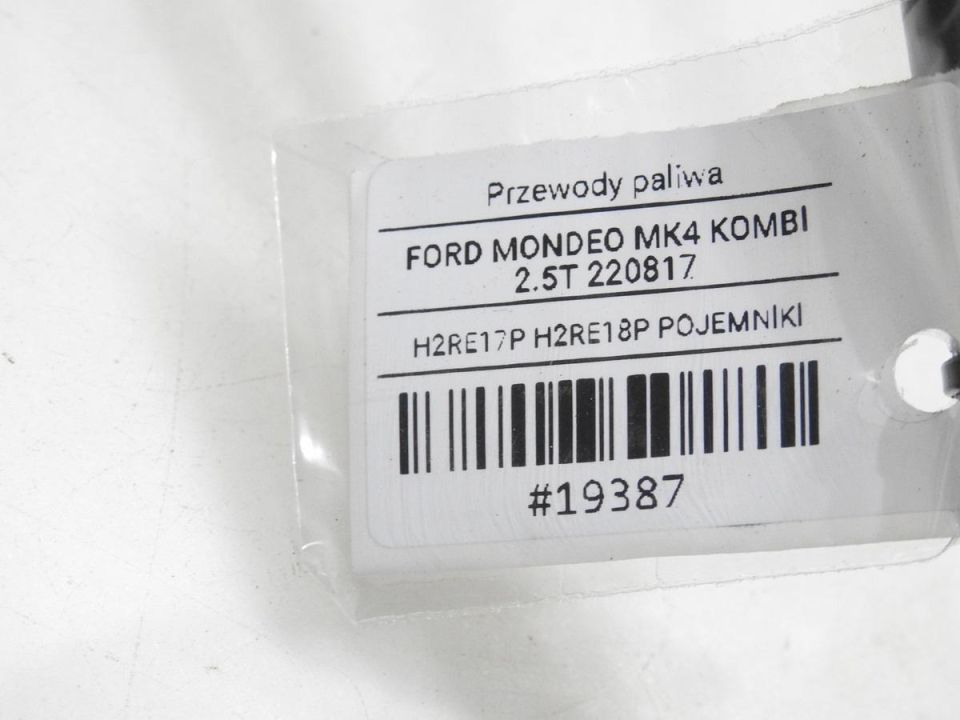 Przewody paliwa
FORD MONDEO MK4 KOMBI
2.5T 220817
H2RE17P H2RE18P POJEMNIKI
#19387